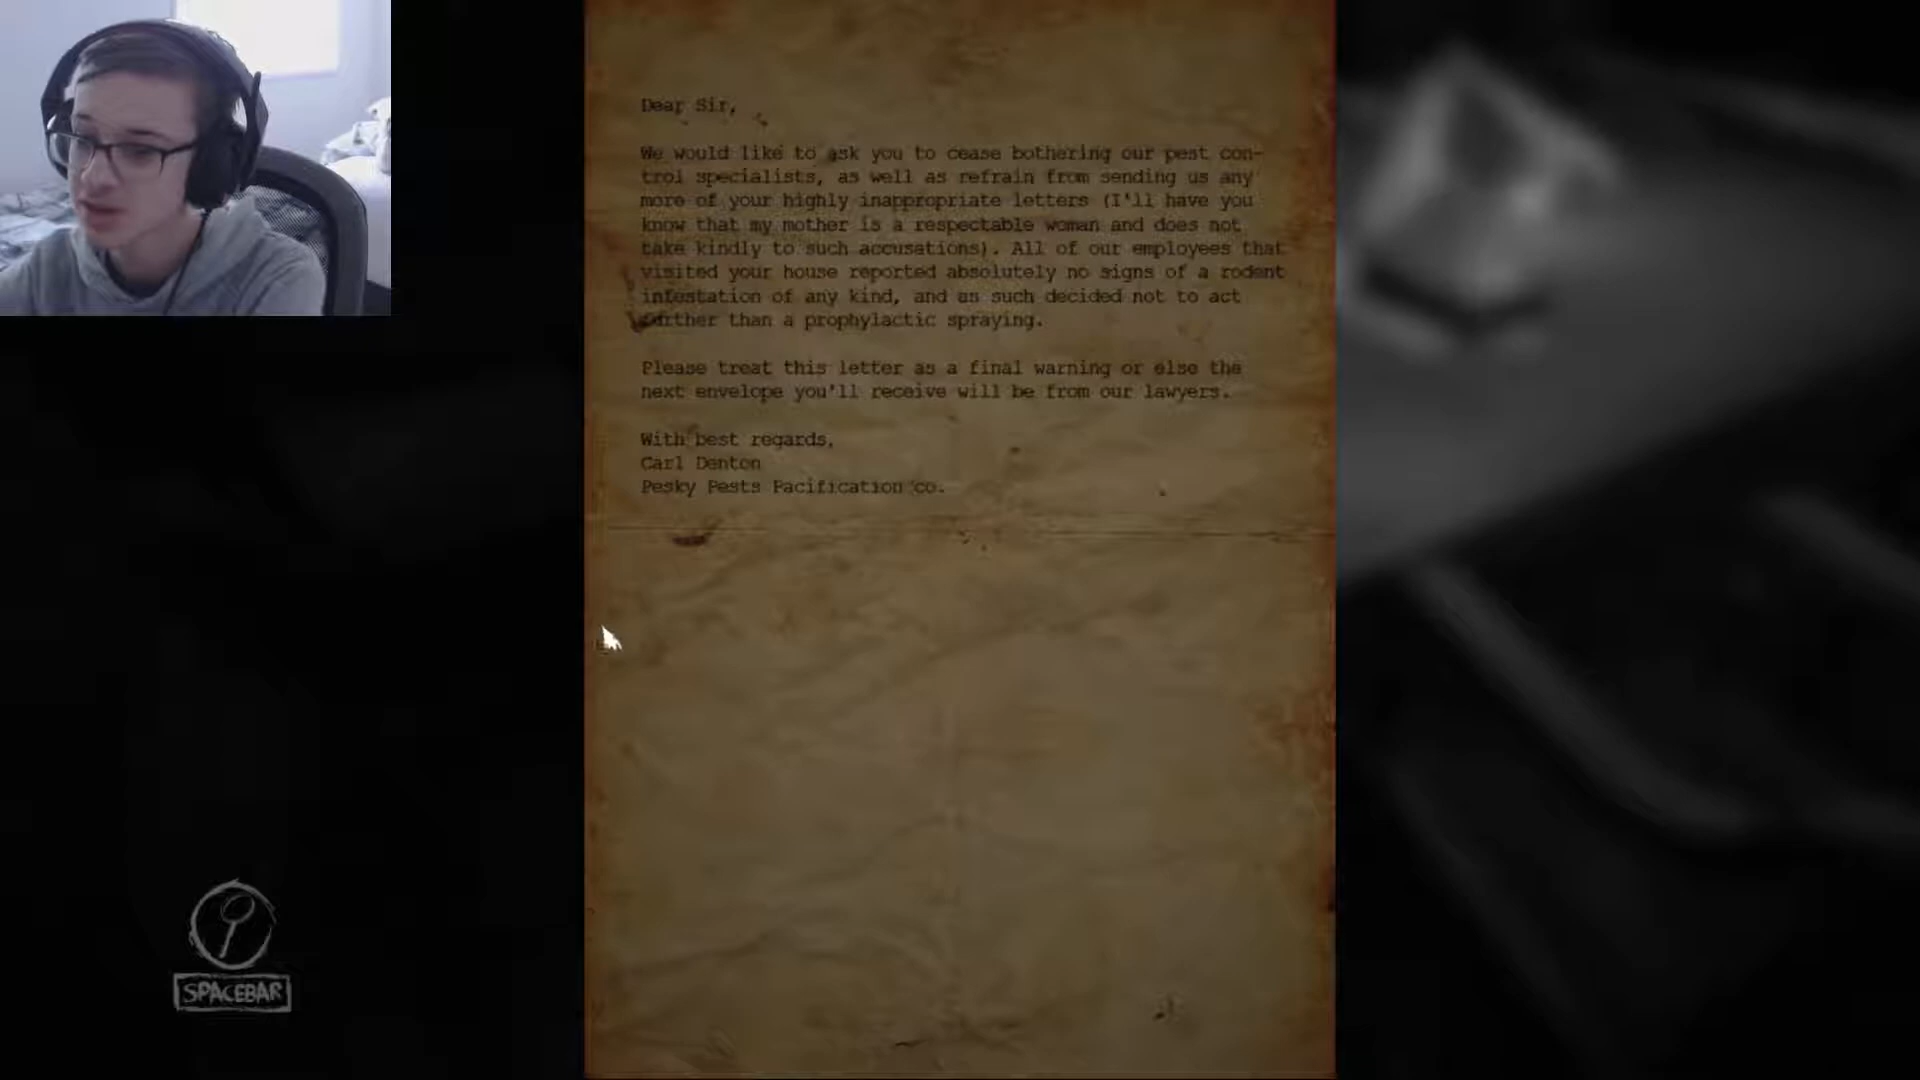 Dear Sir,
We would like to ask you to cease bothering our pest con-
trol specialists, as well as refrain from sending us any
more of your highly inappropriate letters (I'll have you
know that my mother is a respectable woman and does not
take kindly to such accusations). All of our employees that
visited your house reported absolutely no signs of a rodent
infestation of any kind, and as such decided not to act
further than a prophylactic spraying.
Please treat this letter as a final warning or else the
next envelope you'll receive will be from our lawyers.
With best regards,
Carl Denton
Pesky Pests Pacification co.
SPACEBAR